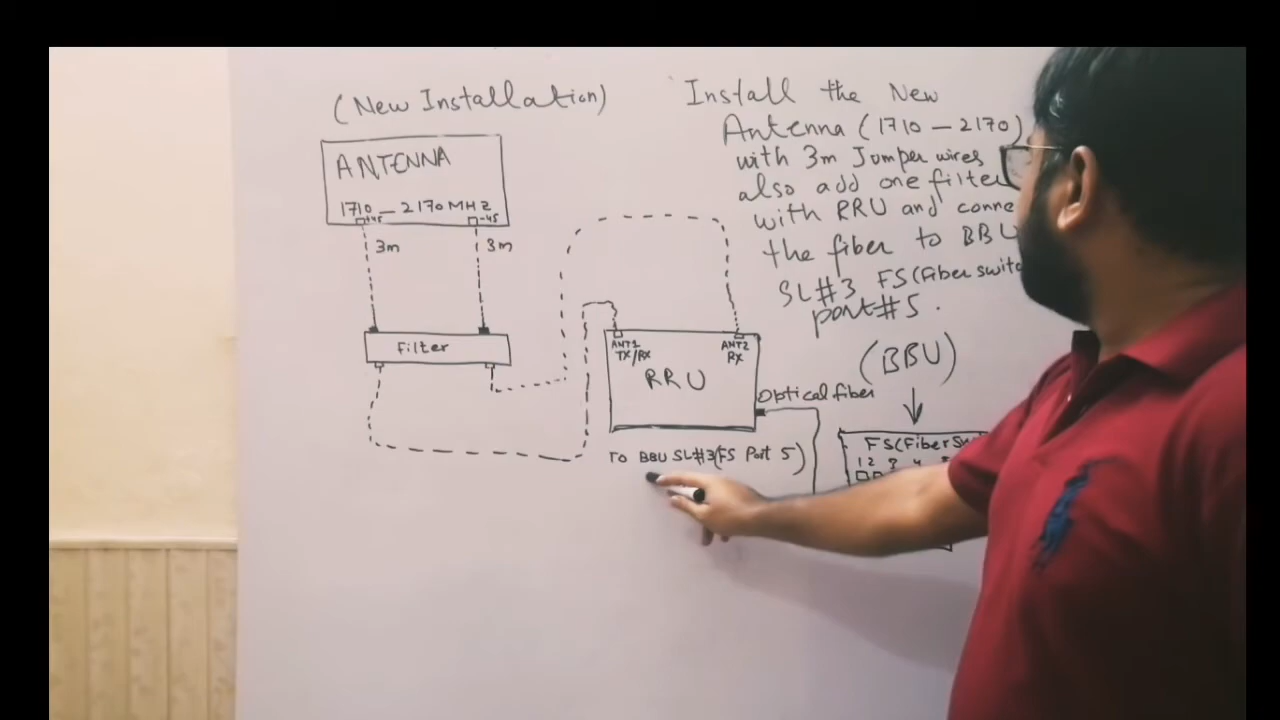 (New Installation)
ANTENNA
1710 – 2170 MHZ
+45
-45
3m
3m
Filter
ANT1
TX/RX
ANT2
RX
RRU
Optical fiber
To BBU SL#3(FS Port 5)
Install the New
Antenna (1710 – 2170)
with 3m Jumper wires
also add one filter
with RRU and conne
the fiber to BBU
SL#3 FS(Fiber switc
port#5.
(BBU)
FS(Fiber Sw
1 2 3 4